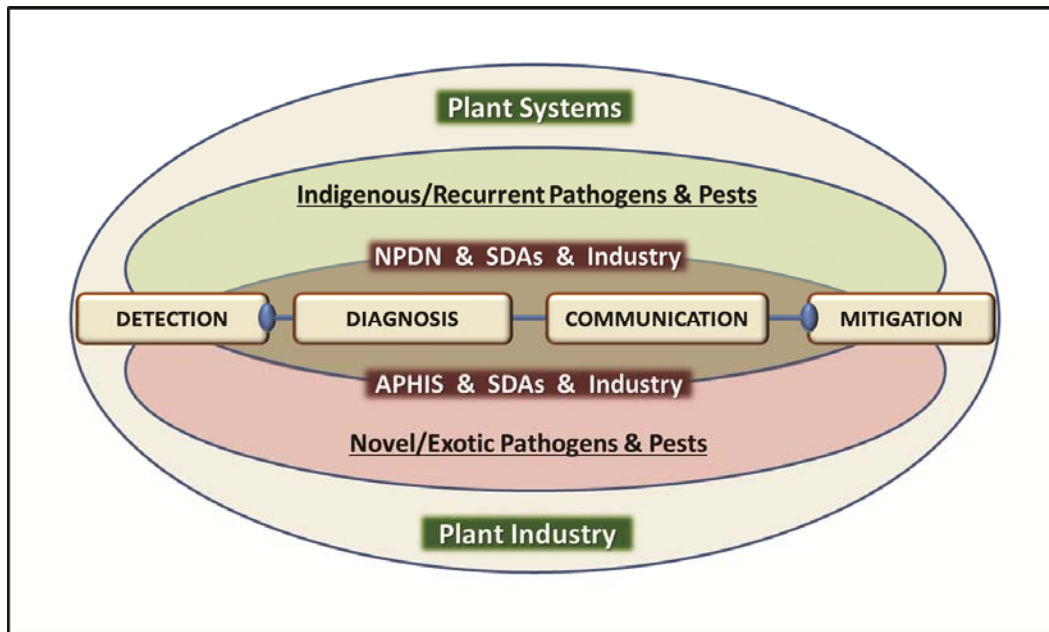 Plant Systems
Indigenous/Recurrent Pathogens & Pests
NPDN & SDAs & Industry
DETECTION
DIAGNOSIS
COMMUNICATION
MITIGATION
APHIS & SDAs & Industry
Novel/Exotic Pathogens & Pests
Plant Industry